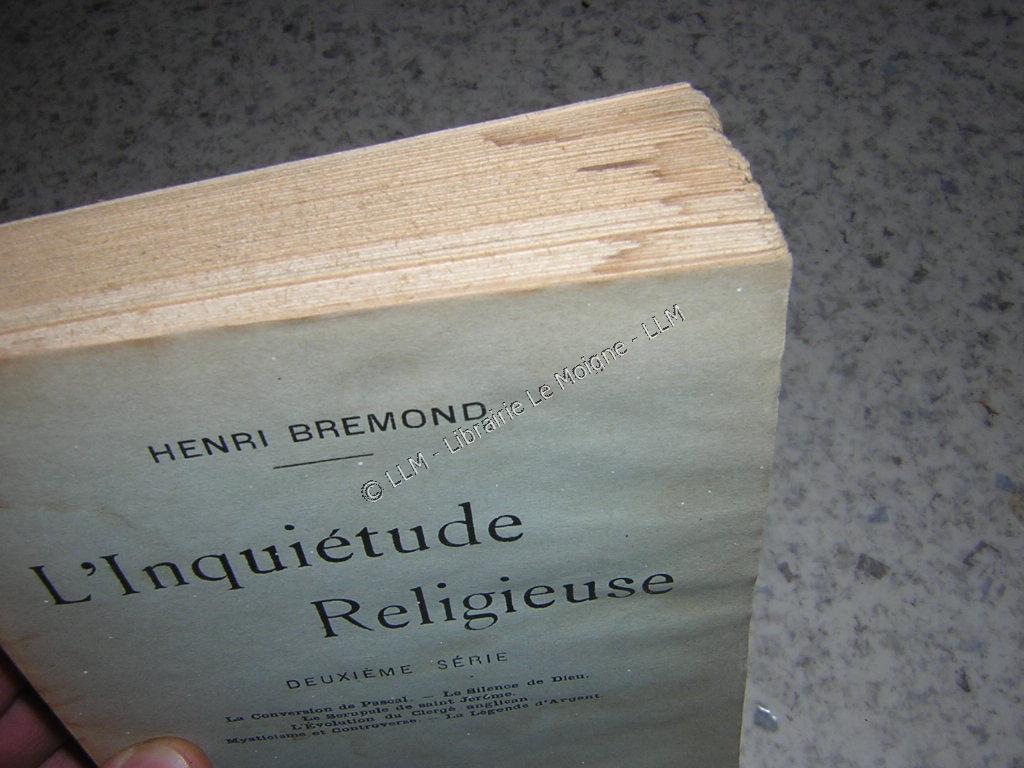 HENRI BREMOND
L'Inquiétude
Religieuse
DEUXIÈME SÉRIE
La Conversion de Pascal. — Le Silence de Dieu.
Le Scrupule de saint Jérôme.
L'Évolution du Clergé anglican
Mysticisme et Controverse. La Légende d'Argent
© LLM - Librairie Le Moigne - LLM